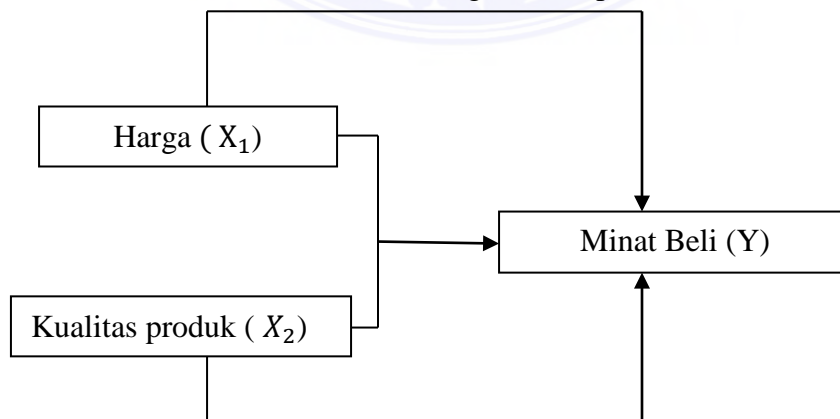 Harga ( X₁)
Minat Beli (Y)
Kualitas produk ( X₂)